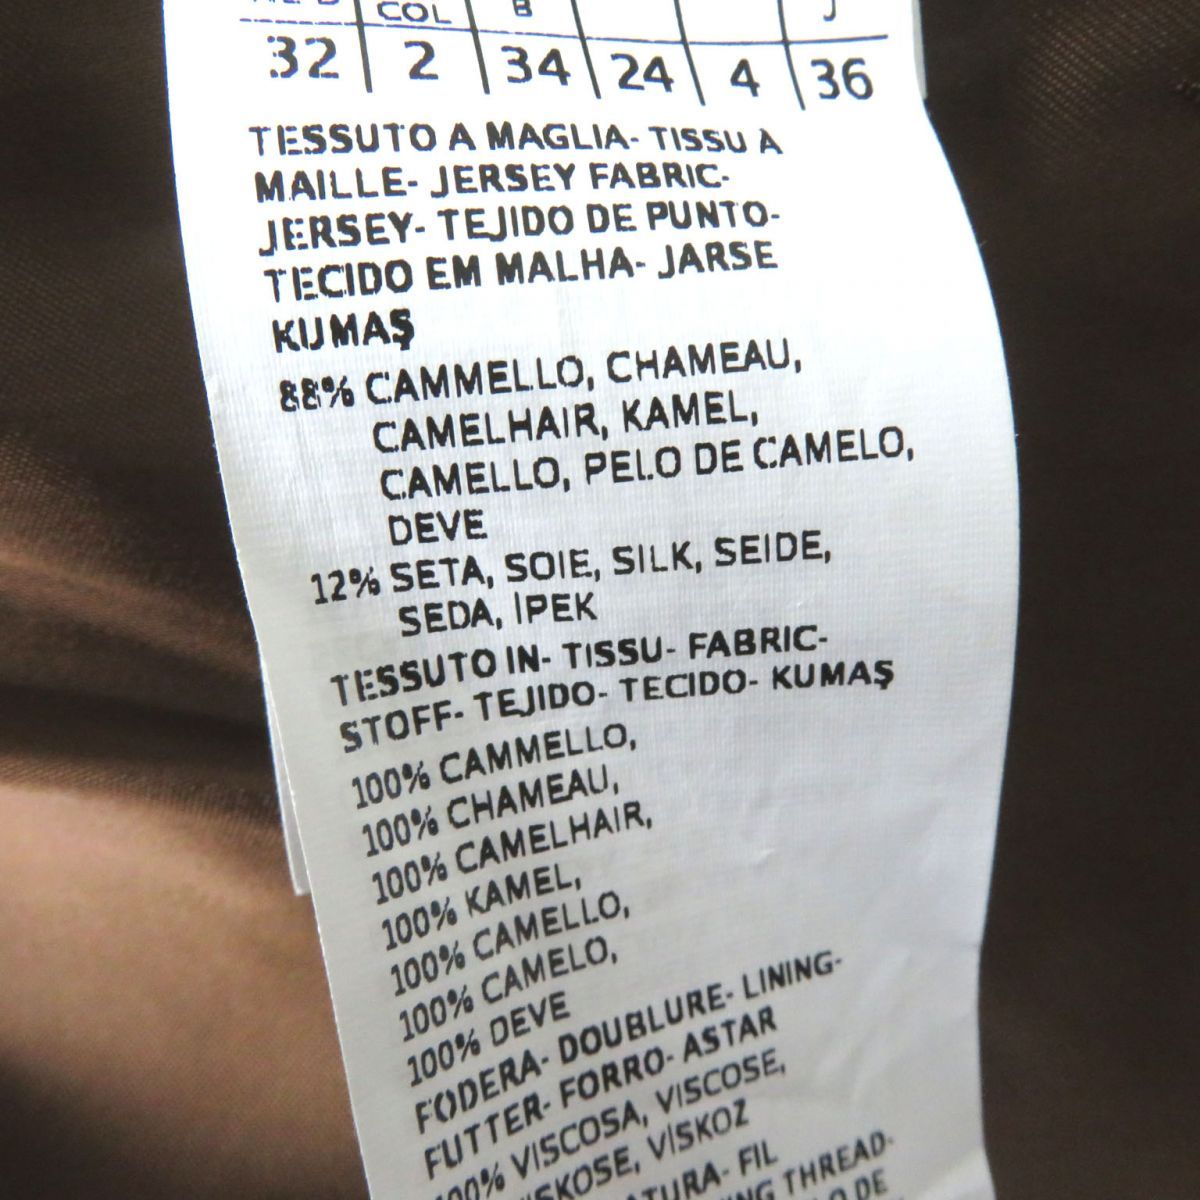 COL B J
32 2 34 24 4 36
TESSUTO A MAGLIA- TISSU À
MAILLE- JERSEY FABRIC-
JERSEY- TEJIDO DE PUNTO-
TECIDO EM MALHA- JARSE
KUMAŞ
88% CAMMELLO, CHAMEAU,
CAMELHAIR, KAMEL,
CAMELLO, PELO DE CAMELO,
DEVE
12% SETA, SOIE, SILK, SEIDE,
SEDA, İPEK
TESSUTO IN- TISSU- FABRIC-
STOFF- TEJIDO- TECIDO- KUMAŞ
100% CAMMELLO,
100% CHAMEAU,
100% CAMELHAIR,
100% KAMEL,
100% CAMELLO,
100% CAMELO,
100% DEVE
FODERA- DOUBLURE- LINING-
FUTTER- FORRO- ASTAR
100% VISCOSA, VISCOSE,
VISKOZ
FIL
THREAD-
DE